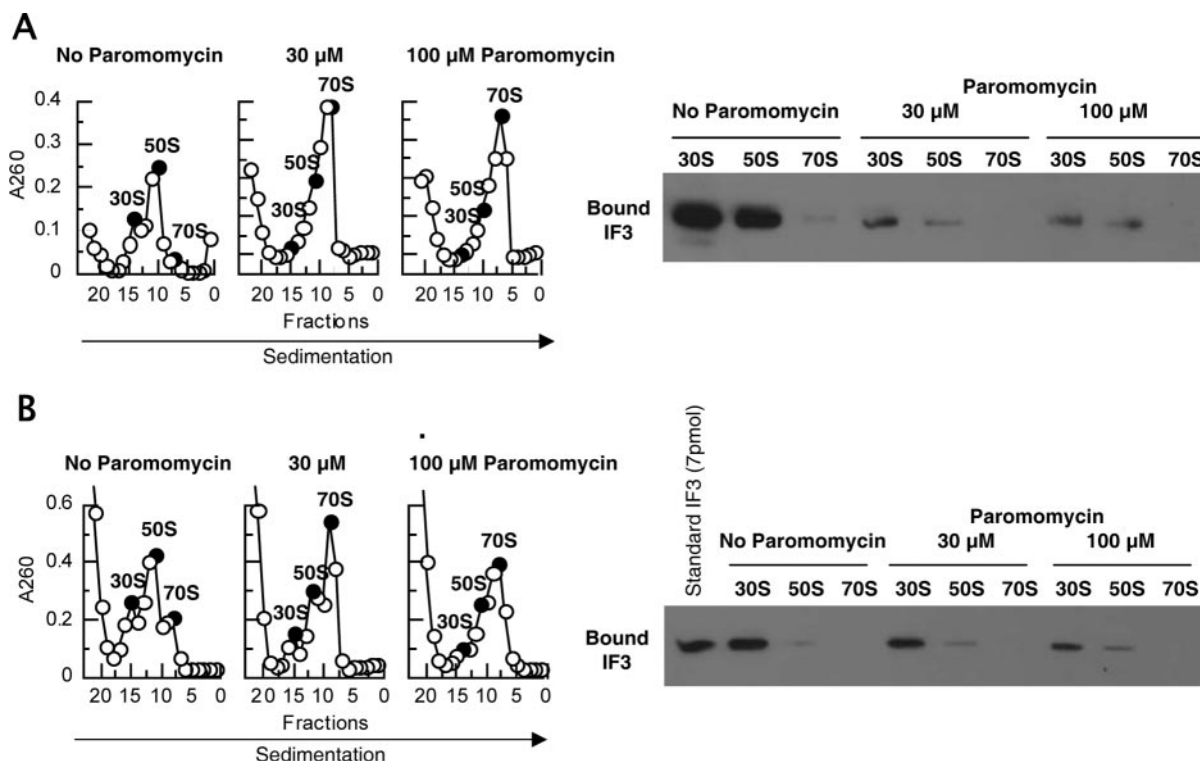 A
No Paromomycin 30 µM 100 µM Paromomycin
70S
70S
0.4
0.3
0.2
0.1
0
A260
50S
30S
70S
50S
30S
50S
30S
20 15 10 5 0 20 15 10 5 0 20 15 10 5 0
Fractions
Sedimentation
Paromomycin
No Paromomycin 30 µM 100 µM
30S 50S 70S 30S 50S 70S 30S 50S 70S
Bound
IF3
B
No Paromomycin 30 µM 100 µM Paromomycin
0.6
0.4
0.2
0
A260
50S
30S
70S
70S
50S
30S
70S
50S
30S
20 15 10 5 0 20 15 10 5 0 20 15 10 5 0
Fractions
Sedimentation
Standard IF3 (7pmol)
Paromomycin
No Paromomycin 30 µM 100 µM
30S 50S 70S 30S 50S 70S 30S 50S 70S
Bound
IF3